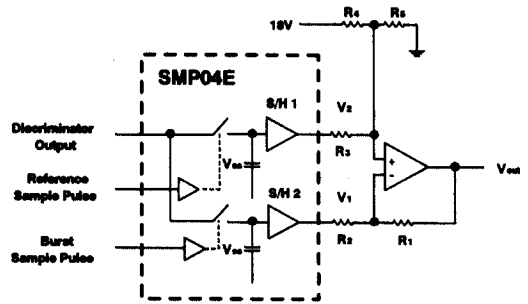 18V
R4
R5
SMP04E
S/H 1
V2
Discriminator
Output
R3
Vss
Reference
Sample Pulse
Vout
S/H 2
V1
R2
R1
Burst
Sample Pulse
Vss
+
-